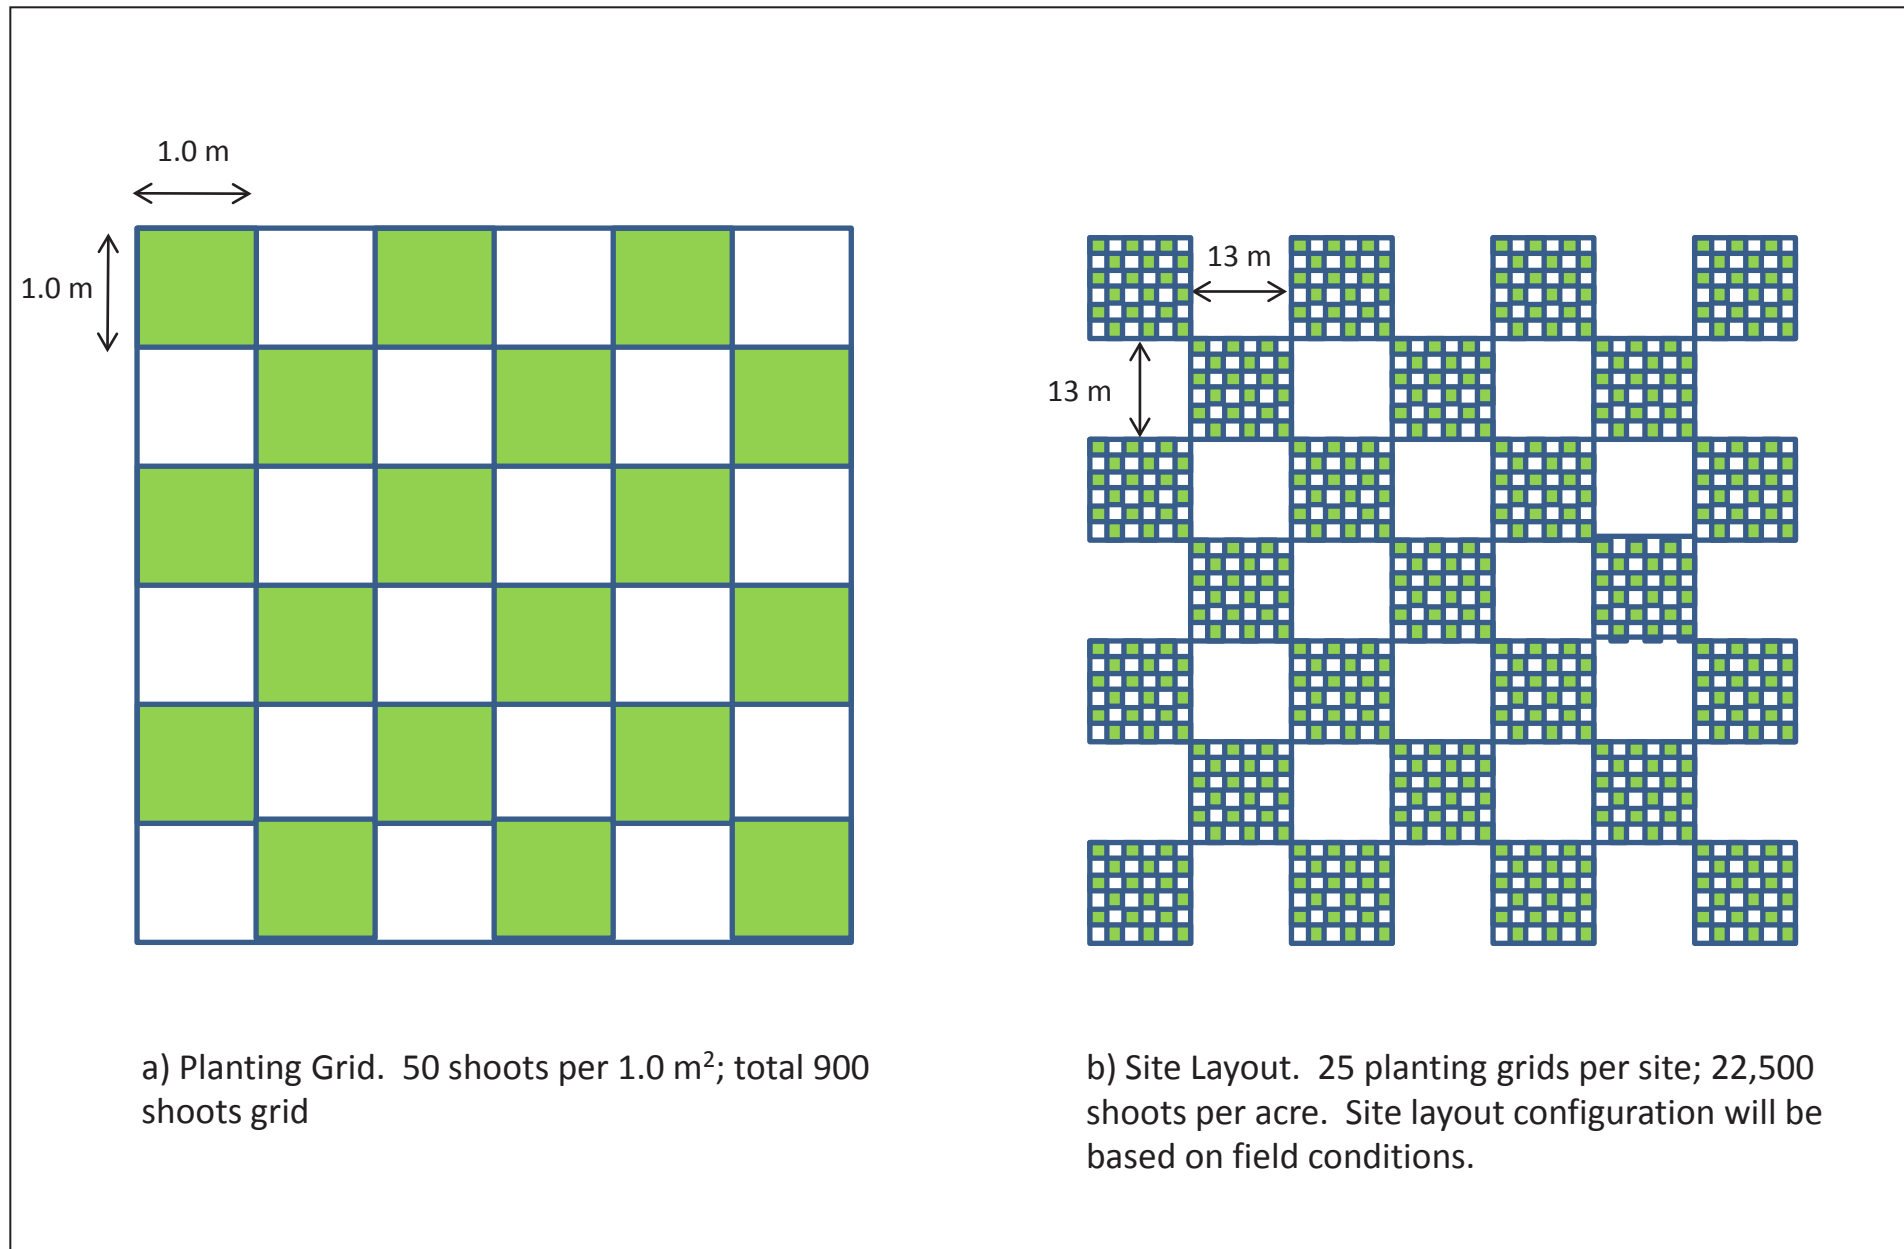 1.0 m
1.0 m
13 m
13 m
a) Planting Grid.  50 shoots per 1.0 m²; total 900
shoots grid
b) Site Layout.  25 planting grids per site; 22,500
shoots per acre.  Site layout configuration will be
based on field conditions.